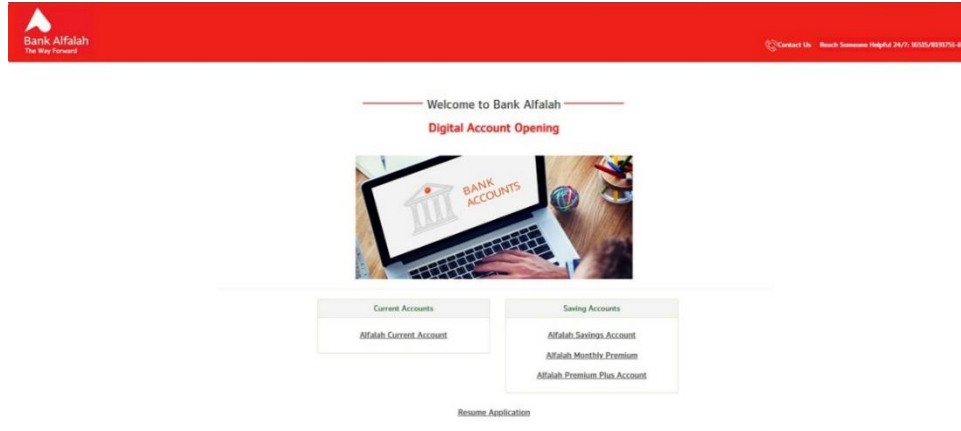 Bank Alfalah
The Way Forward
Contact Us Reach Someone Helpful 24/7:
Welcome to Bank Alfalah
Digital Account Opening
BANK
ACCOUNTS
Current Accounts
Alfalah Current Account
Saving Accounts
Alfalah Savings Account
Alfalah Monthly Premium
Alfalah Premium Plus Account
Resume Application